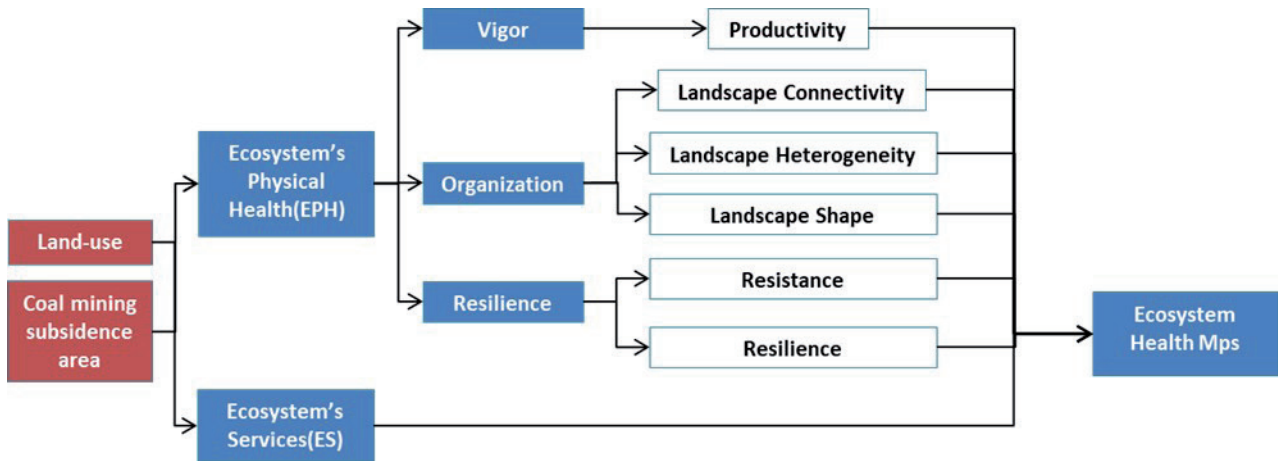 Vigor
Productivity
Landscape Connectivity
Ecosystem's
Physical
Health(EPH)
Landscape Heterogeneity
Organization
Landscape Shape
Land-use
Coal mining
subsidence
area
Resilience
Resistance
Resilience
Ecosystem
Health Mps
Ecosystem's
Services(ES)